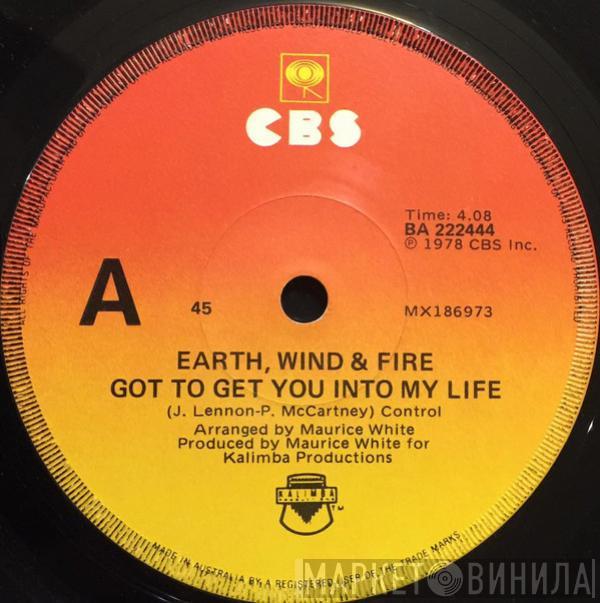 CBS
Time: 4.08
BA 222444
℗ 1978 CBS Inc.
A
45
MX186973
EARTH, WIND & FIRE
GOT TO GET YOU INTO MY LIFE
(J. Lennon-P. McCartney) Control
Arranged by Maurice White
Produced by Maurice White for
Kalimba Productions
KALIMBA
TM
MADE IN AUSTRALIA BY A REGISTERED USER OF THE TRADE MARKS
МАРКЕТ ВИНИЛА